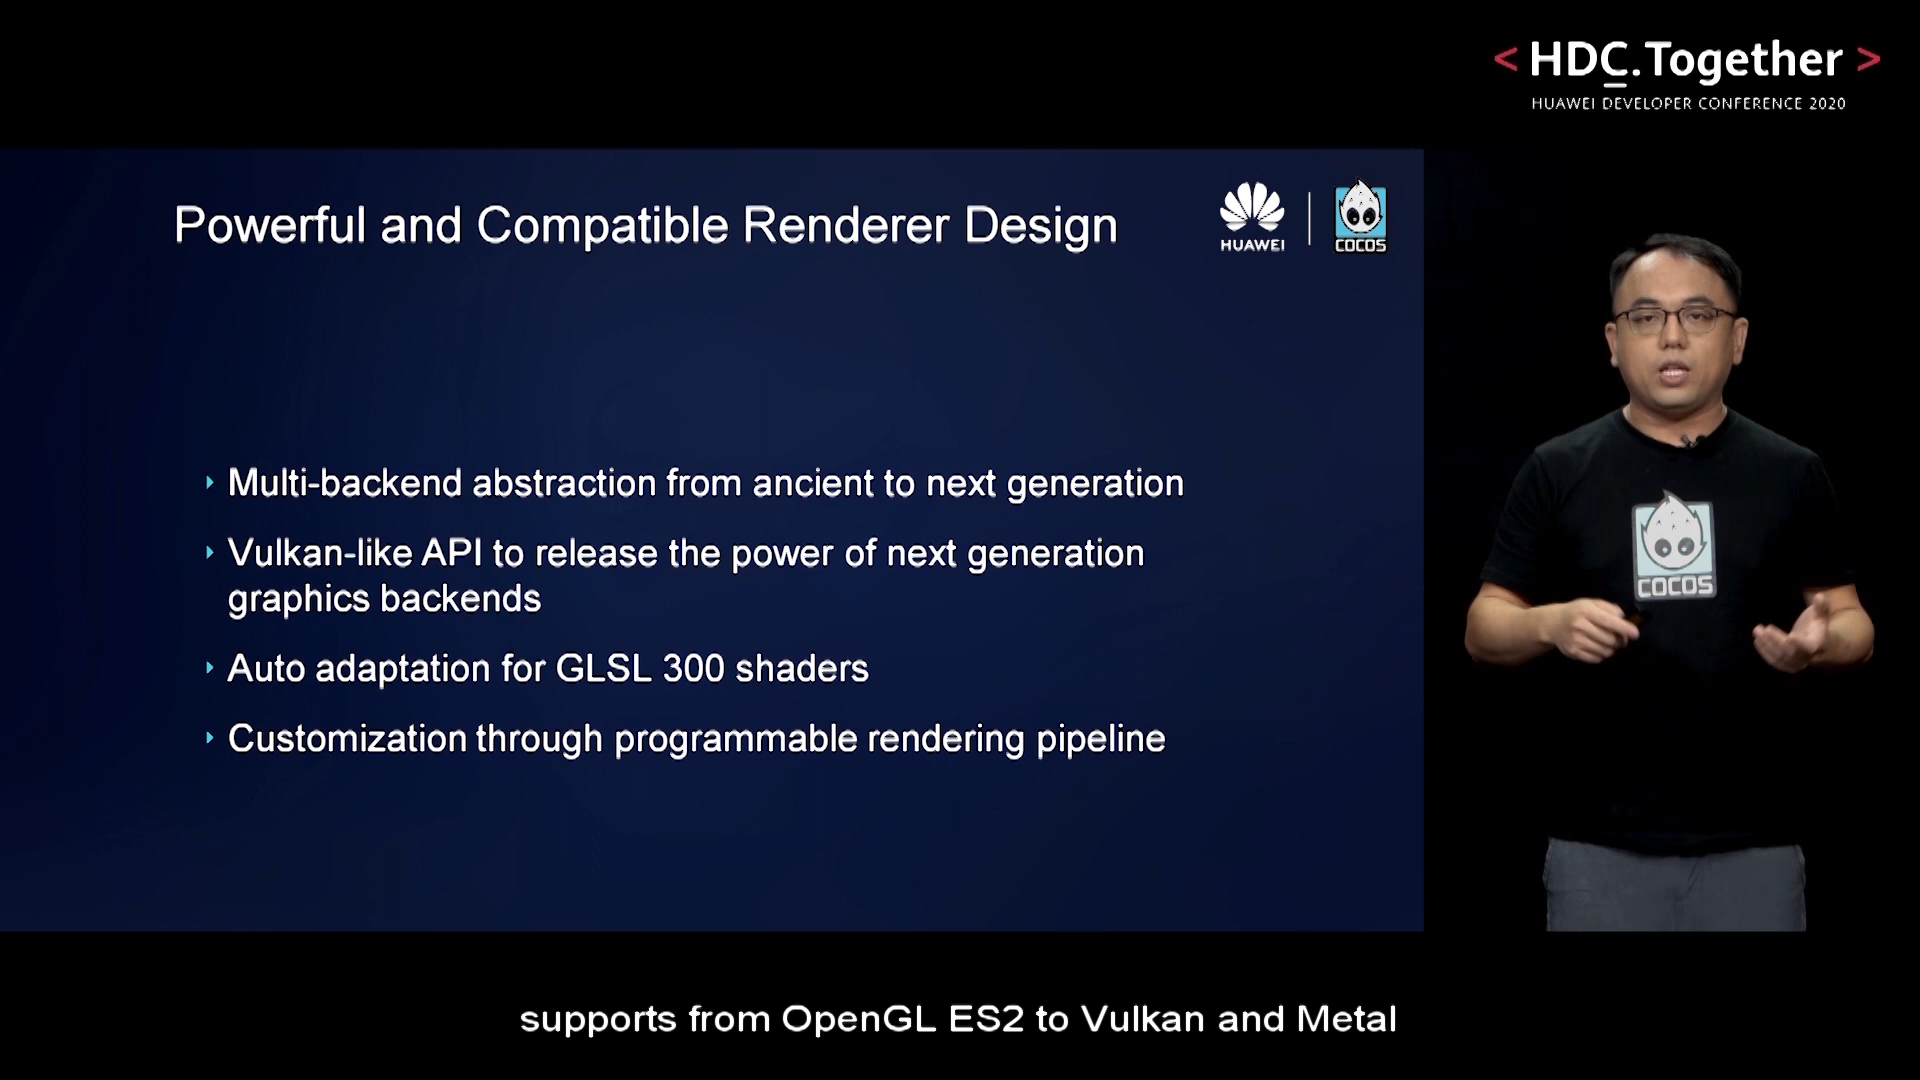 < HDC.Together >
HUAWEI DEVELOPER CONFERENCE 2020
Powerful and Compatible Renderer Design
HUAWEI
COCOS
Multi-backend abstraction from ancient to next generation
Vulkan-like API to release the power of next generation
graphics backends
Auto adaptation for GLSL 300 shaders
Customization through programmable rendering pipeline
COCOS
supports from OpenGL ES2 to Vulkan and Metal